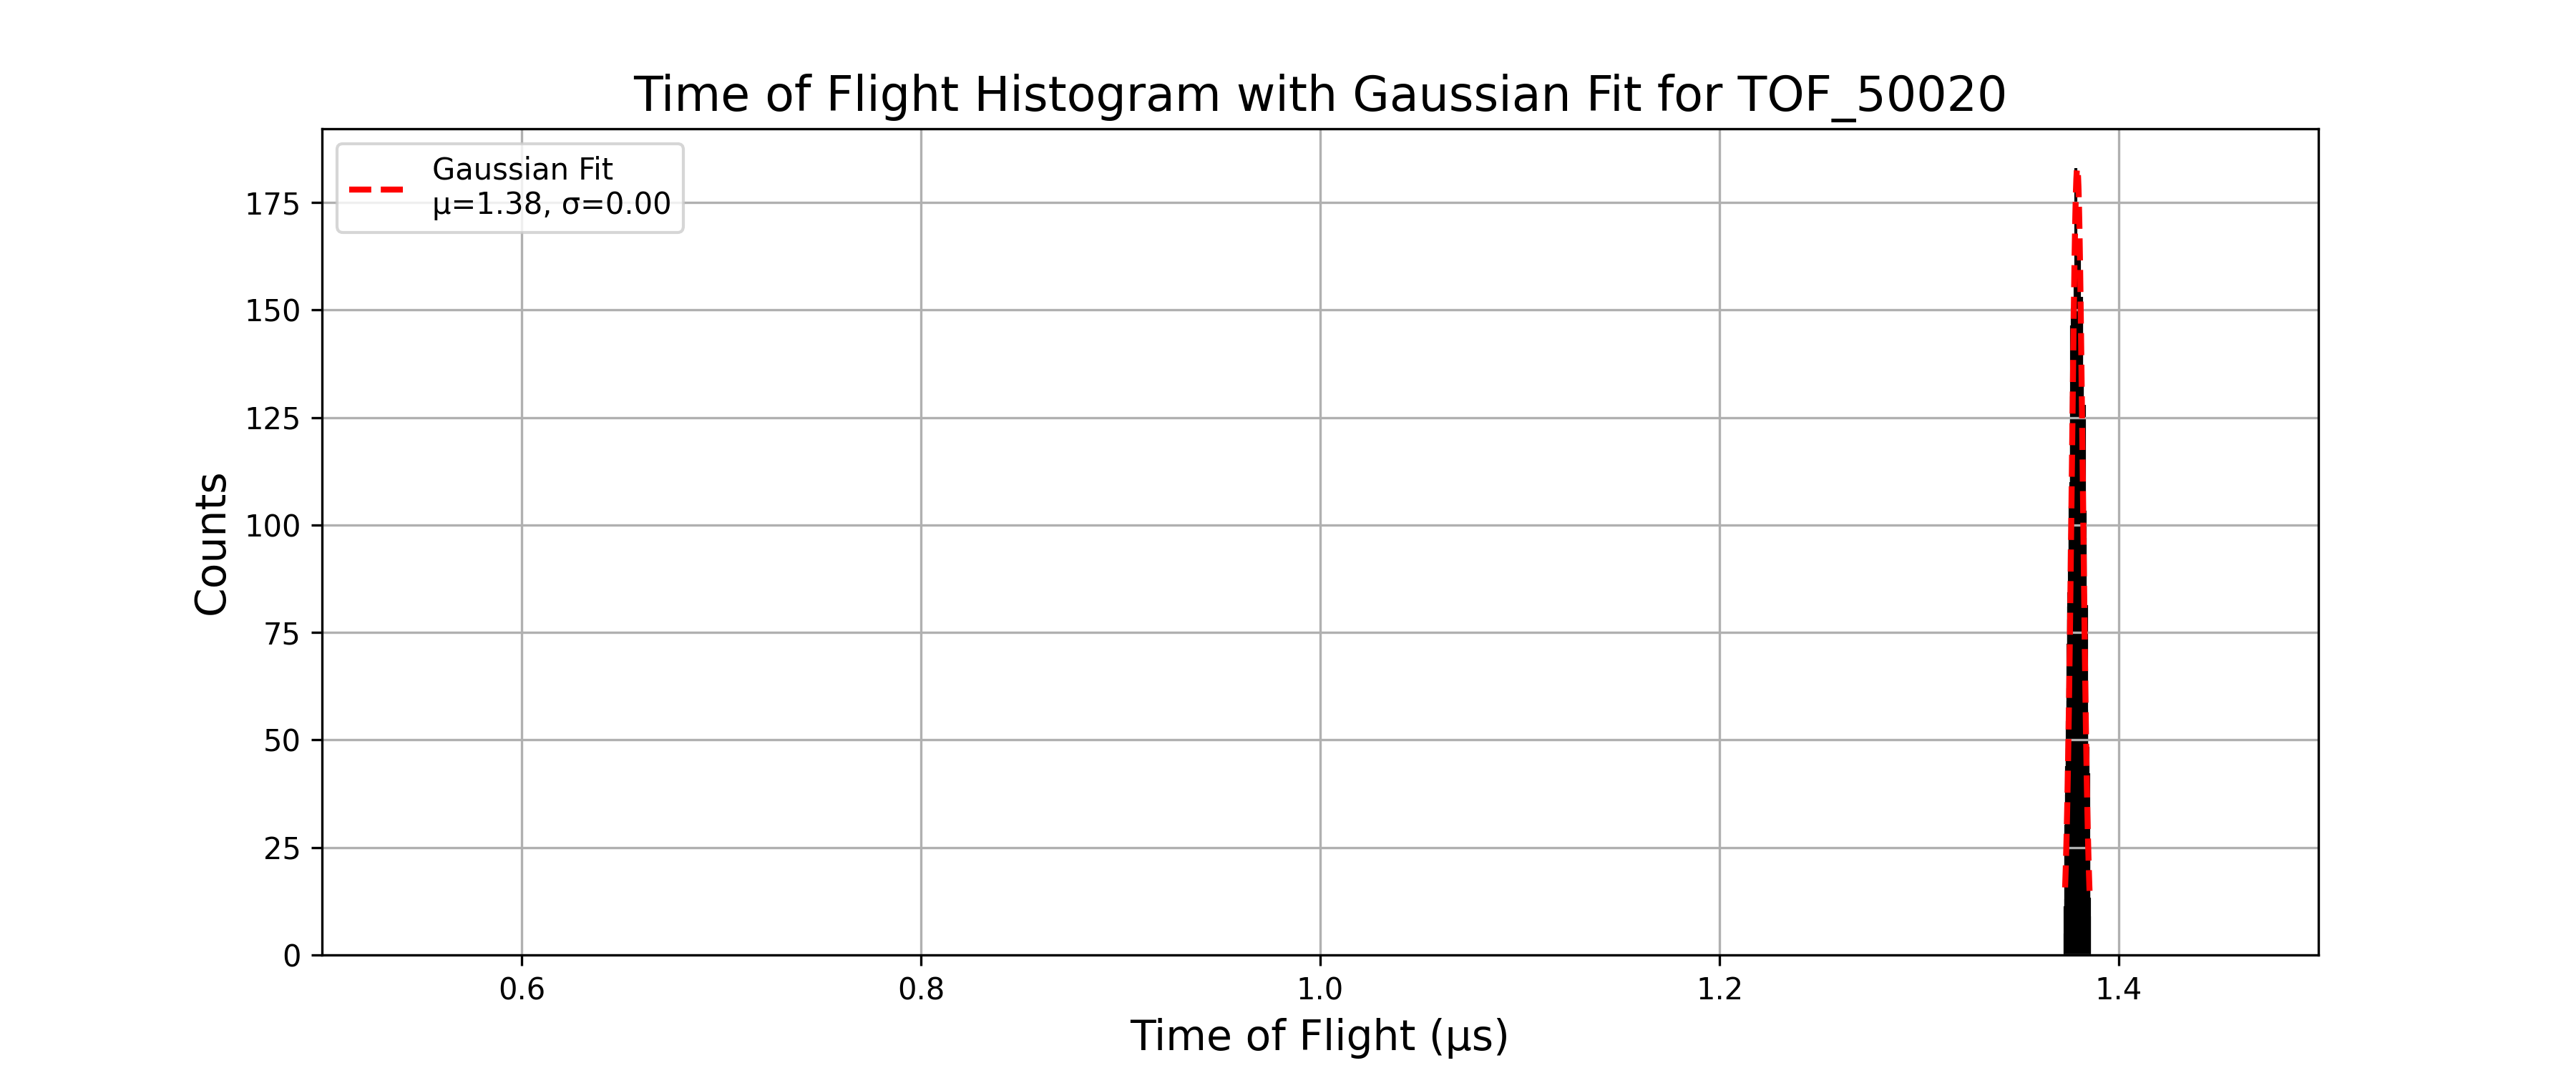 Time of Flight Histogram with Gaussian Fit for TOF_50020
Gaussian Fit
μ=1.38, σ=0.00
175
150
125
100
75
50
25
0
Counts
0.6 0.8 1.0 1.2 1.4
Time of Flight (μs)